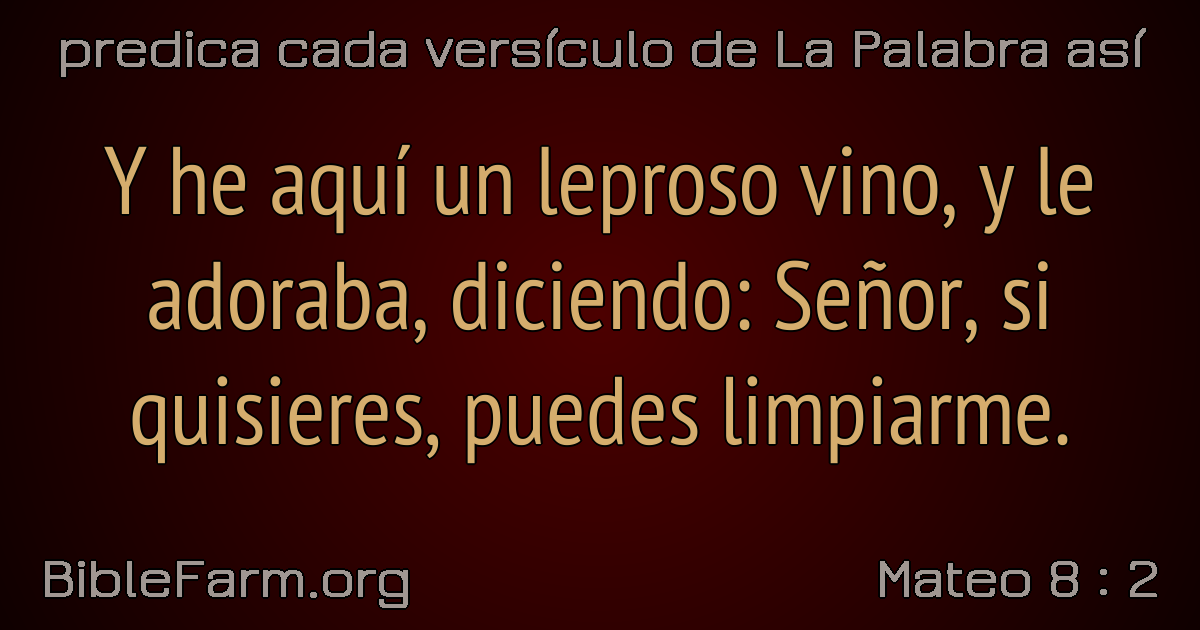 predica cada versículo de La Palabra así
Y he aquí un leproso vino, y le
adoraba, diciendo: Señor, si
quisieres, puedes limpiarme.
BibleFarm.org
Mateo 8 : 2